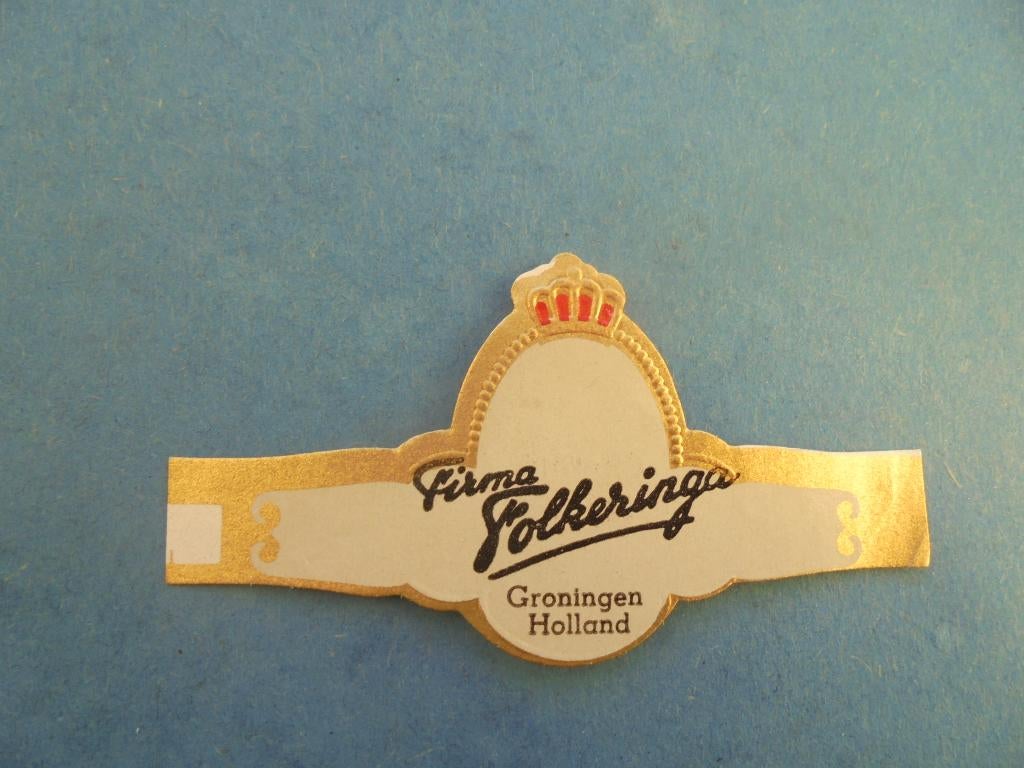 Firma
Folkeringa
Groningen
Holland